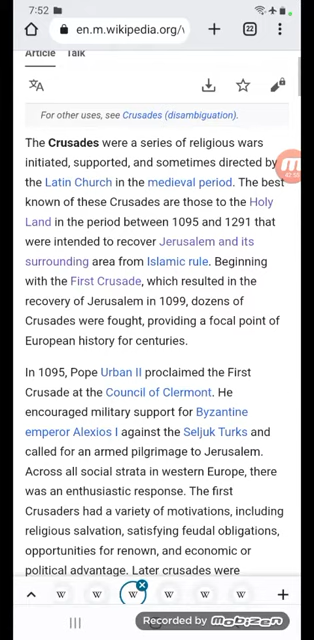 7:52
en.m.wikipedia.org/
22
Article Talk
For other uses, see Crusades (disambiguation).
The Crusades were a series of religious wars
initiated, supported, and sometimes directed by
the Latin Church in the medieval period. The best
known of these Crusades are those to the Holy
Land in the period between 1095 and 1291 that
were intended to recover Jerusalem and its
surrounding area from Islamic rule. Beginning
with the First Crusade, which resulted in the
recovery of Jerusalem in 1099, dozens of
Crusades were fought, providing a focal point of
European history for centuries.
In 1095, Pope Urban II proclaimed the First
Crusade at the Council of Clermont. He
encouraged military support for Byzantine
emperor Alexios I against the Seljuk Turks and
called for an armed pilgrimage to Jerusalem.
Across all social strata in western Europe, there
was an enthusiastic response. The first
Crusaders had a variety of motivations, including
religious salvation, satisfying feudal obligations,
opportunities for renown, and economic or
political advantage. Later crusades were
W W W W W W
Recorded by Mobizen